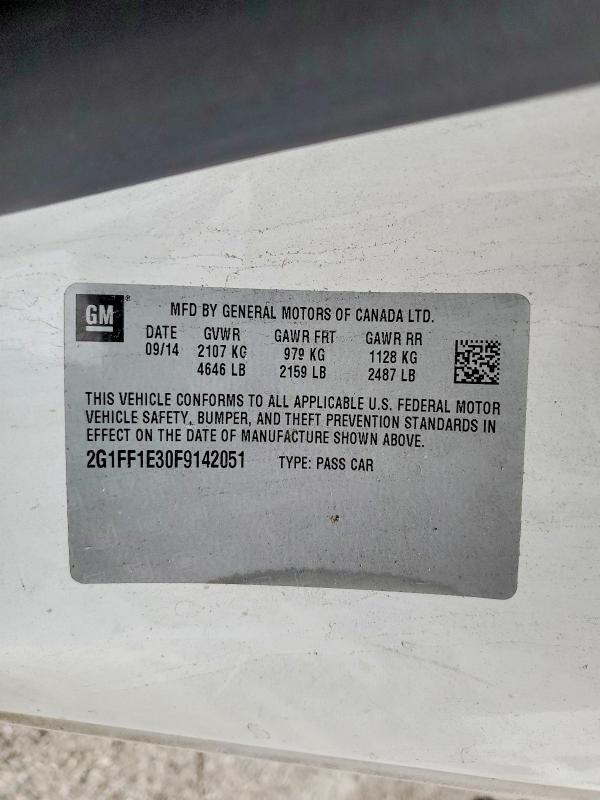 GM ®
MFD BY GENERAL MOTORS OF CANADA LTD.
DATE GVWR GAWR FRT GAWR RR
09/14 2107 KG 979 KG 1128 KG
4646 LB 2159 LB 2487 LB
THIS VEHICLE CONFORMS TO ALL APPLICABLE U.S. FEDERAL MOTOR
VEHICLE SAFETY, BUMPER, AND THEFT PREVENTION STANDARDS IN
EFFECT ON THE DATE OF MANUFACTURE SHOWN ABOVE.
2G1FF1E30F9142051 TYPE: PASS CAR